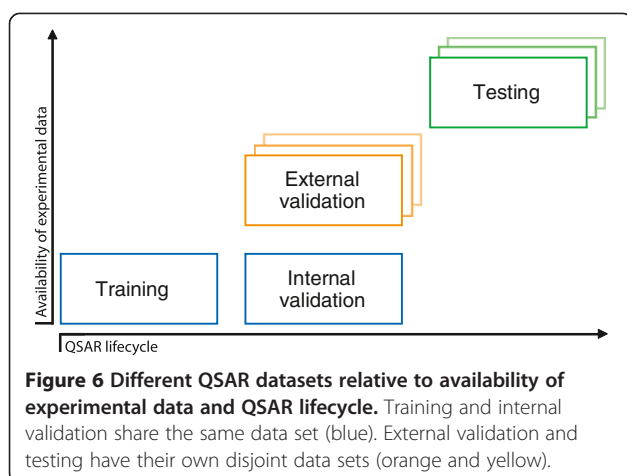 Availability of experimental data
Testing
External
validation
Training
Internal
validation
QSAR lifecycle
Figure 6 Different QSAR datasets relative to availability of
experimental data and QSAR lifecycle. Training and internal
validation share the same data set (blue). External validation and
testing have their own disjoint data sets (orange and yellow).